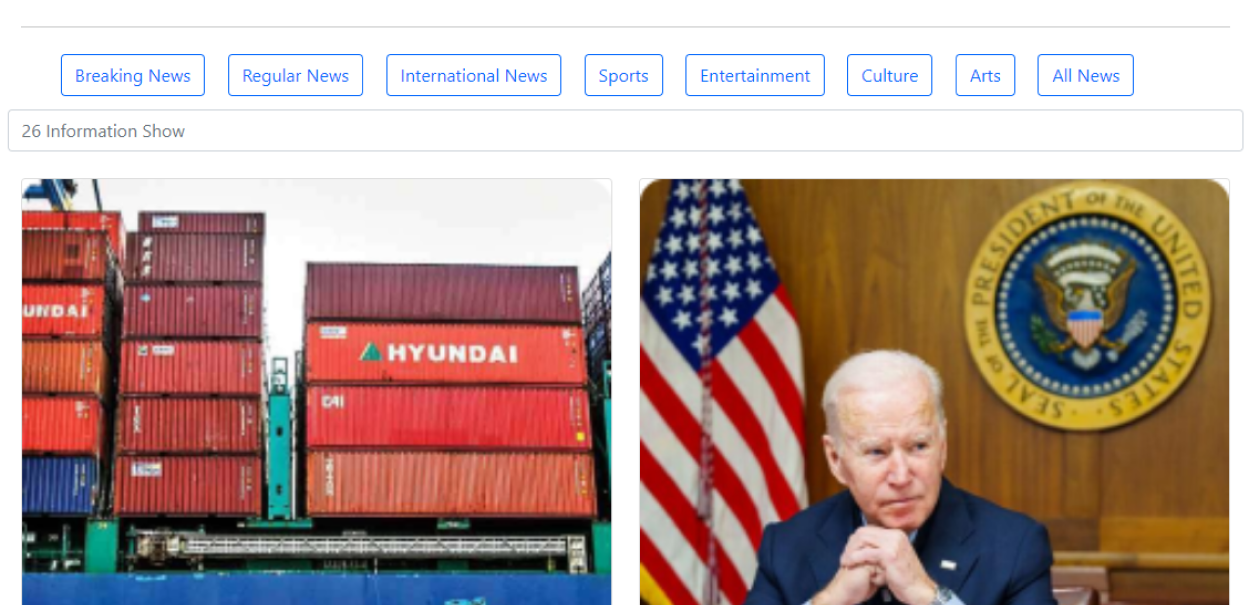 Breaking News
Regular News
International News
Sports
Entertainment
Culture
Arts
All News
26 Information Show
UNDAI
HYUNDAI
CAI
SEAL OF THE PRESIDENT OF THE UNITED STATES